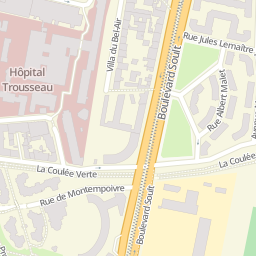 Villa du Bel-Air
Rue Jules Lemaître
Hôpital
Trousseau
Boulevard Soult
Rue Albert Malet
La Coulée Verte
La Coulée
Rue de Montempoivre
Boulevard Soult